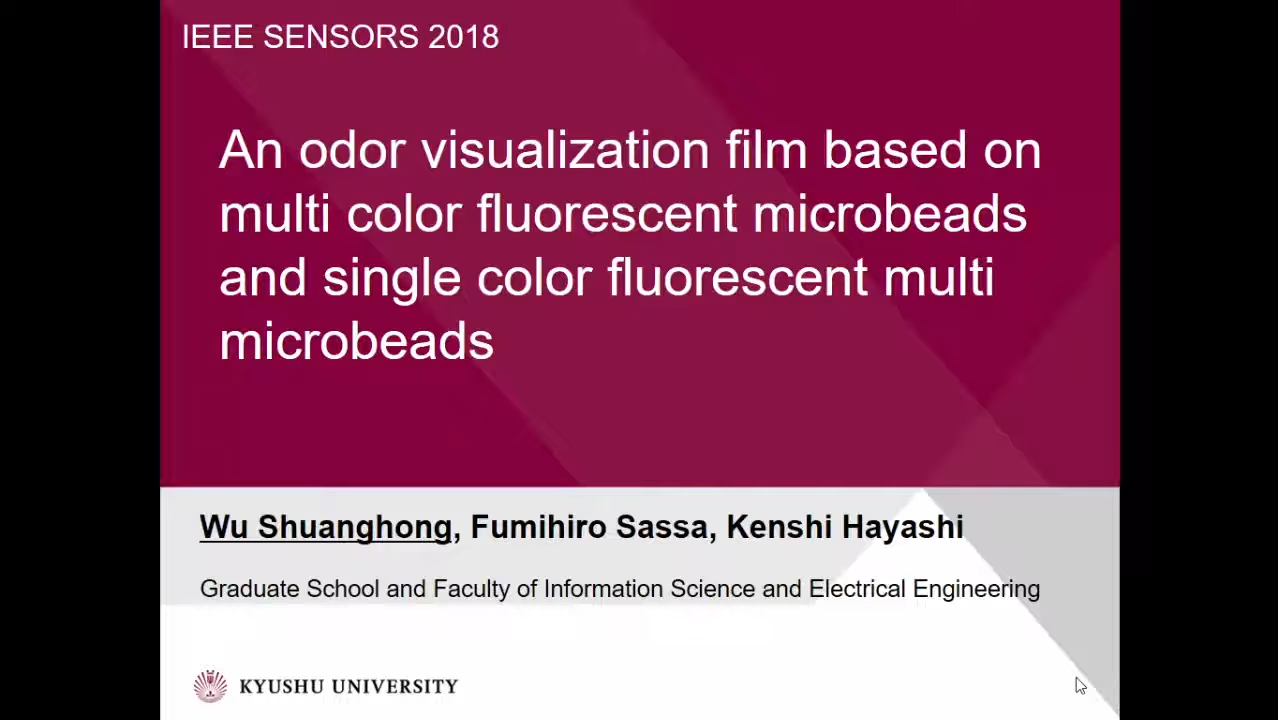 IEEE SENSORS 2018
An odor visualization film based on
multi color fluorescent microbeads
and single color fluorescent multi
microbeads
Wu Shuanghong, Fumihiro Sassa, Kenshi Hayashi
Graduate School and Faculty of Information Science and Electrical Engineering
KYUSHU UNIVERSITY